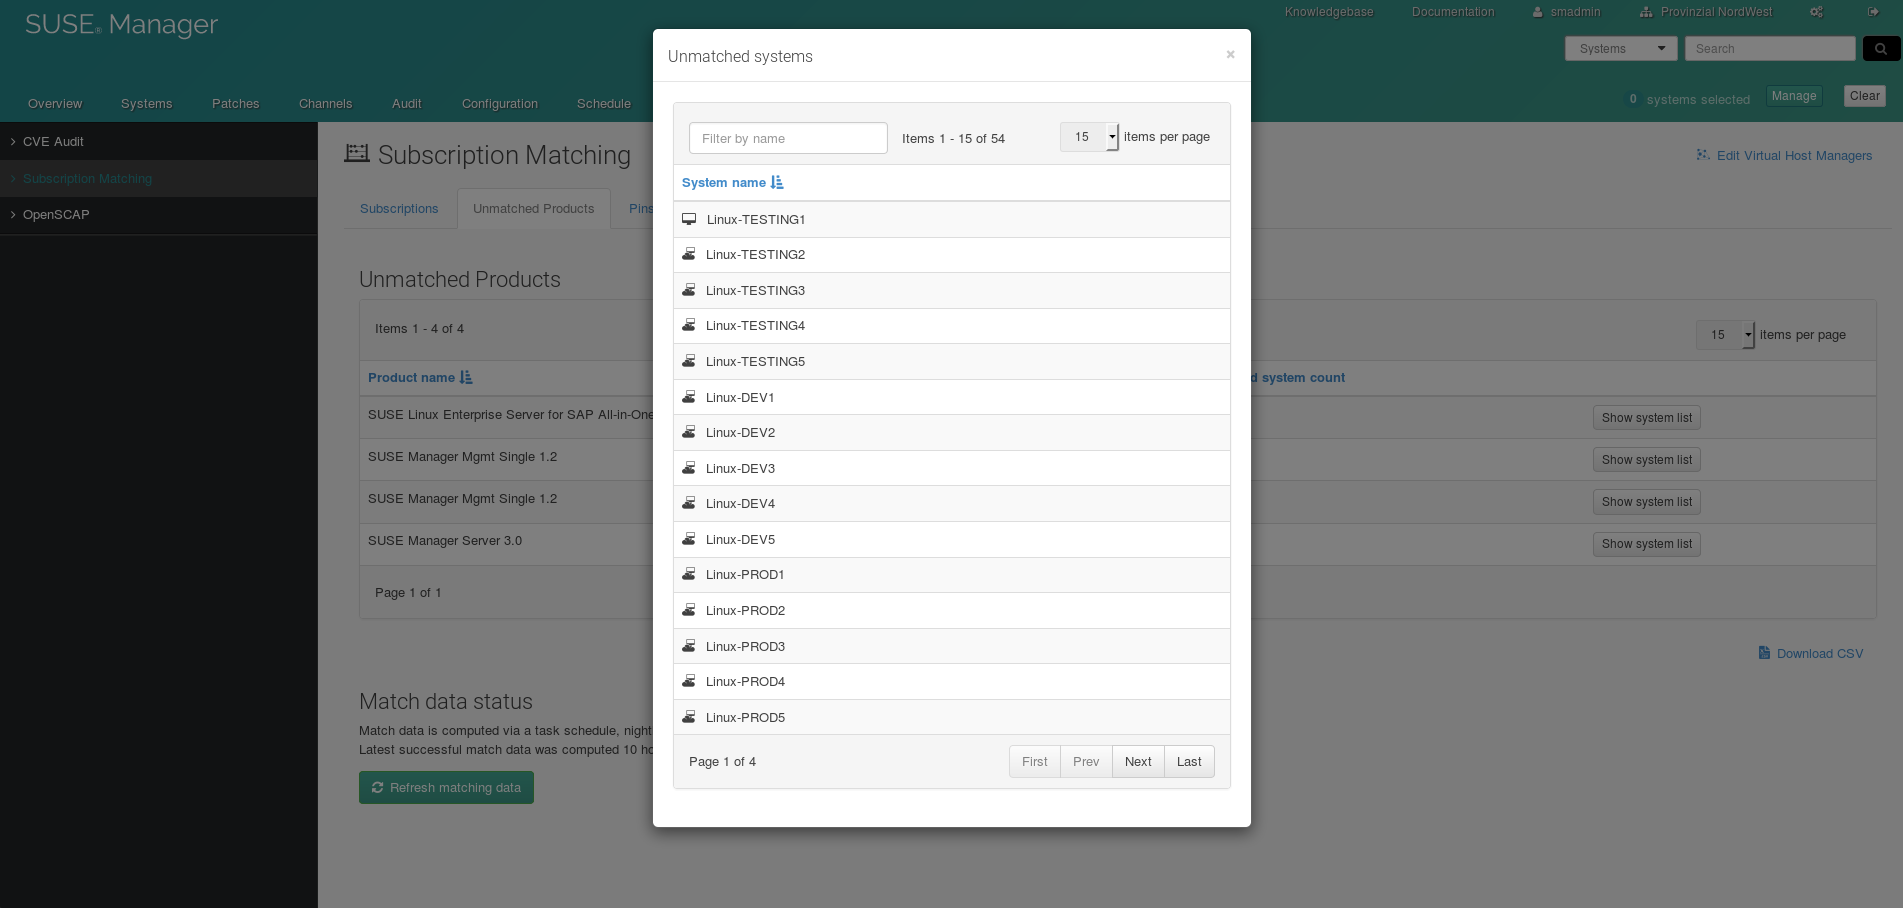 SUSE® Manager
Knowledgebase Documentation smadmin Provinzial NordWest
Systems Search
Overview Systems Patches Channels Audit Configuration Schedule
0 systems selected Manage Clear
CVE Audit
Subscription Matching
OpenSCAP
Subscription Matching
Edit Virtual Host Managers
Subscriptions Unmatched Products Pins
Unmatched Products
Items 1 - 4 of 4
15 items per page
Product name
system count
SUSE Linux Enterprise Server for SAP All-in-One
Show system list
SUSE Manager Mgmt Single 1.2
Show system list
SUSE Manager Mgmt Single 1.2
Show system list
SUSE Manager Server 3.0
Show system list
Page 1 of 1
Download CSV
Match data status
Match data is computed via a task schedule, night
Latest successful match data was computed 10
Refresh matching data
Unmatched systems ×
Filter by name Items 1 - 15 of 54 15 items per page
System name
Linux-TESTING1
Linux-TESTING2
Linux-TESTING3
Linux-TESTING4
Linux-TESTING5
Linux-DEV1
Linux-DEV2
Linux-DEV3
Linux-DEV4
Linux-DEV5
Linux-PROD1
Linux-PROD2
Linux-PROD3
Linux-PROD4
Linux-PROD5
Page 1 of 4 First Prev Next Last